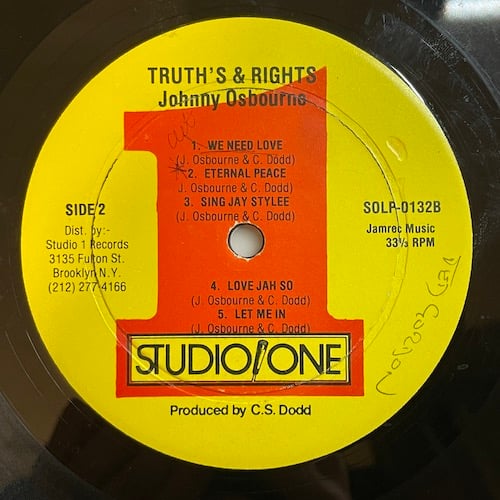 TRUTH'S & RIGHTS
Johnny Osbourne
1. WE NEED LOVE
(J. Osbourne & C. Dodd)
*2. ETERNAL PEACE
J. Osbourne & C. Dodd)
3. SING JAY STYLEE
(J. Osbourne & C. Dodd)
SIDE 2
Dist. by:-
Studio 1 Records
3135 Fulton St.
Brooklyn N.Y.
(212) 277-4166
SOLP-0132B
Jamrec Music
33⅓ RPM
4. LOVE JAH SO
(J. Osbourne & C. Dodd)
5. LET ME IN
(J. Osbourne & C. Dodd)
1
STUDIO ONE
Produced by C.S. Dodd